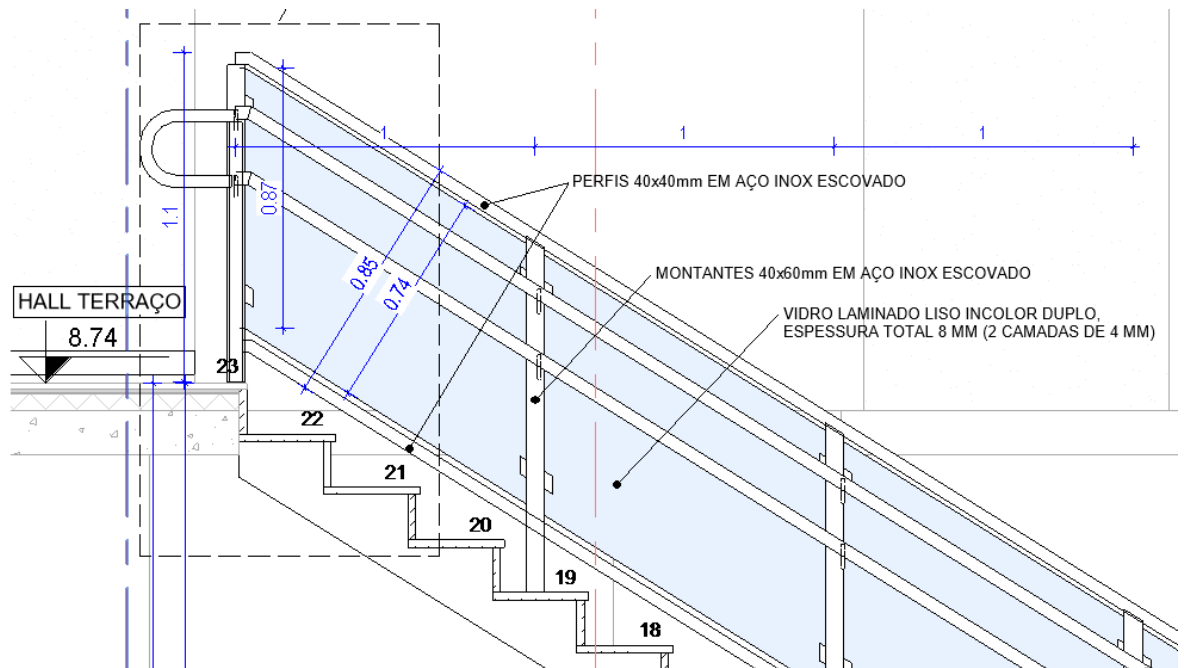 1
1
1
PERFIS 40x40mm EM AÇO INOX ESCOVADO
0.87
1.1
0.85
0.74
MONTANTES 40x60mm EM AÇO INOX ESCOVADO
HALL TERRAÇO
8.74
VIDRO LAMINADO LISO INCOLOR DUPLO,
ESPESSURA TOTAL 8 MM (2 CAMADAS DE 4 MM)
23
22
21
20
19
18